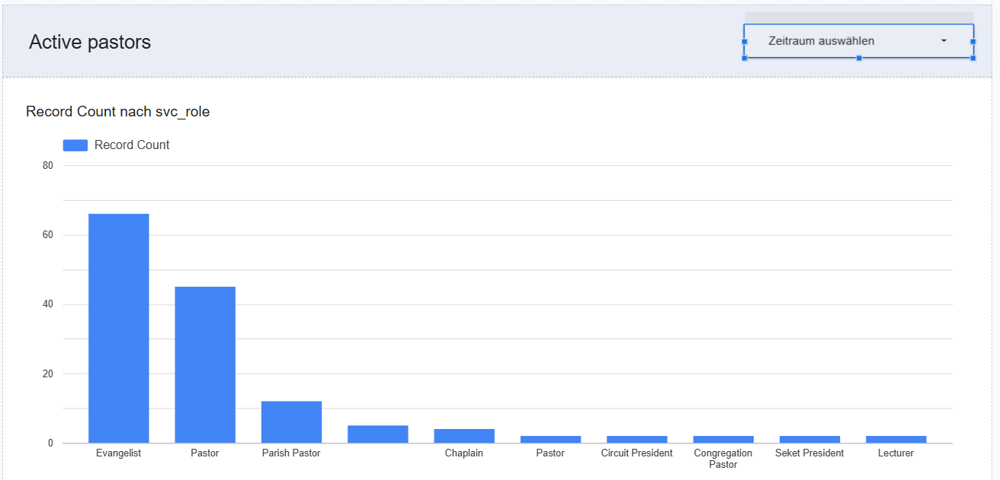 Active pastors
Zeitraum auswählen
Record Count nach svc_role
Record Count
80
60
40
20
0
Evangelist
Pastor
Parish Pastor
Chaplain
Pastor
Circuit President
Congregation
Pastor
Seket President
Lecturer